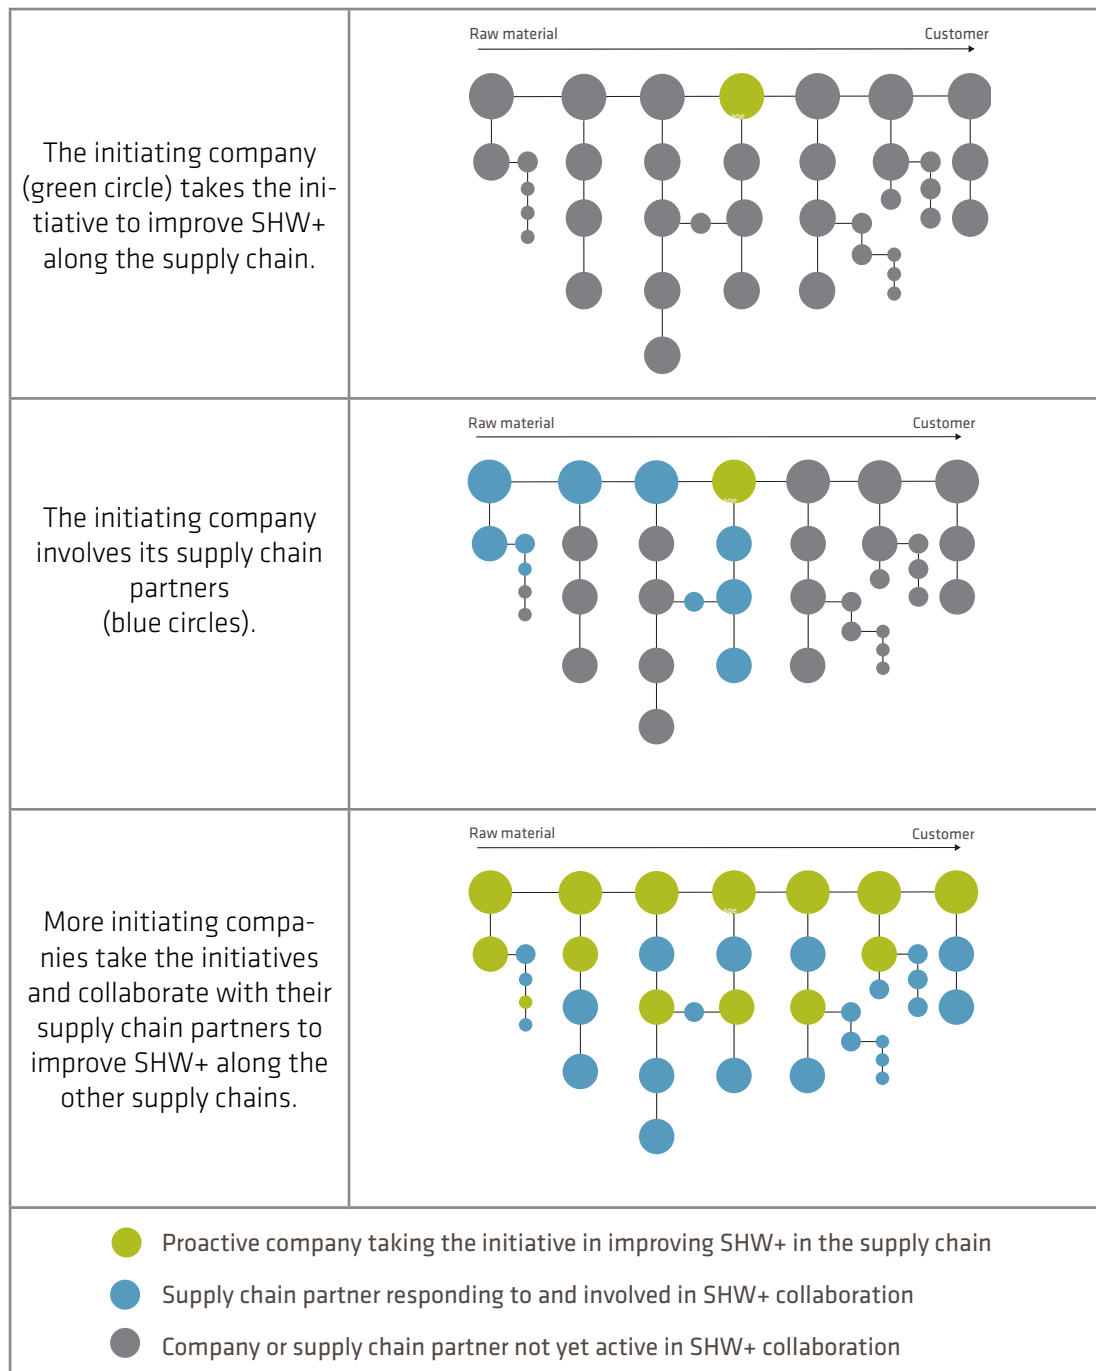 Raw material
Customer
The initiating company
(green circle) takes the ini-
tiative to improve SHW+
along the supply chain.
Raw material
Customer
The initiating company
involves its supply chain
partners
(blue circles).
Raw material
Customer
More initiating compa-
nies take the initiatives
and collaborate with their
supply chain partners to
improve SHW+ along the
other supply chains.
Proactive company taking the initiative in improving SHW+ in the supply chain
Supply chain partner responding to and involved in SHW+ collaboration
Company or supply chain partner not yet active in SHW+ collaboration